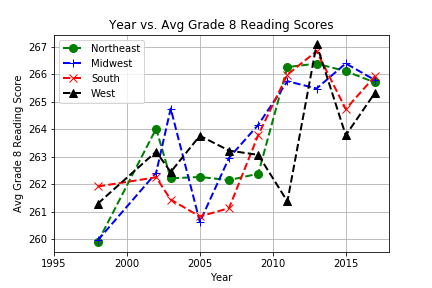 Year vs. Avg Grade 8 Reading Scores
Northeast
Midwest
South
West
Avg Grade 8 Reading Score
267
266
265
264
263
262
261
260
1995
2000
2005
2010
2015
Year